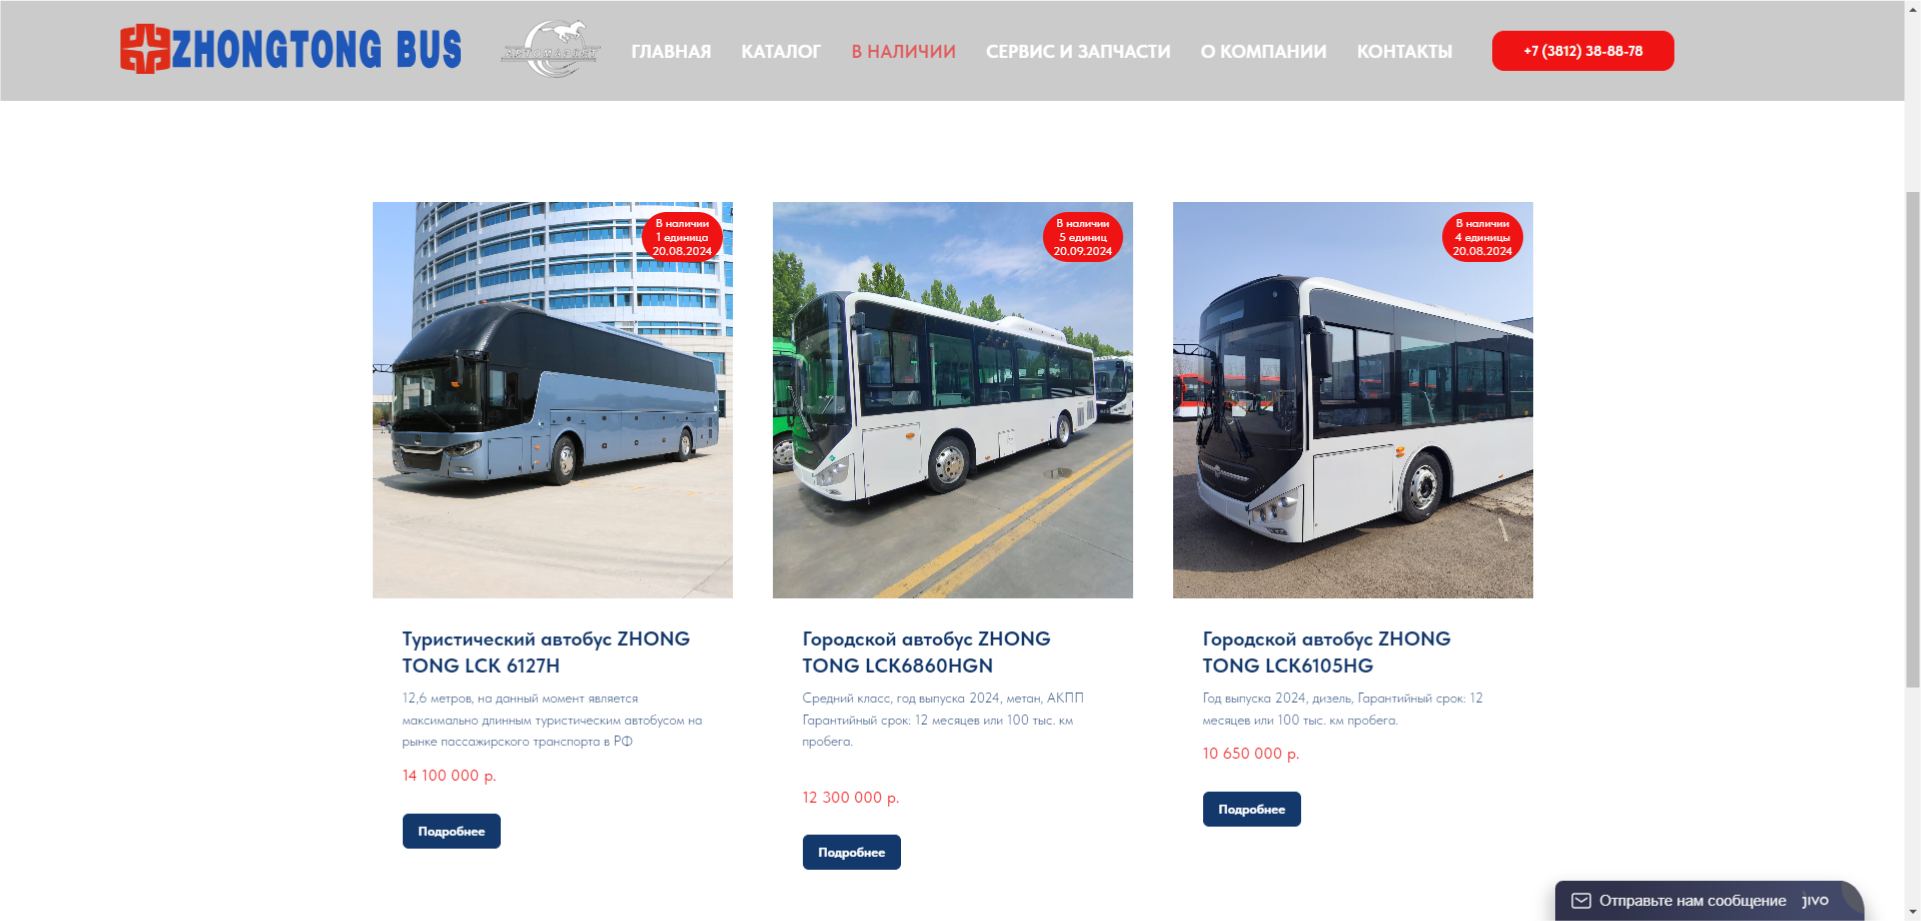 ZHONGTONG BUS
АВТОМАРКЕТ
ГЛАВНАЯ
КАТАЛОГ
В НАЛИЧИИ
СЕРВИС И ЗАПЧАСТИ
О КОМПАНИИ
КОНТАКТЫ
+7 (3812) 38-88-78
В наличии
1 единица
20.08.2024
В наличии
5 единиц
20.09.2024
В наличии
4 единицы
20.08.2024
Туристический автобус ZHONG
TONG LCK 6127H
12,6 метров, на данный момент является
максимально длинным туристическим автобусом на
рынке пассажирского транспорта в РФ
14 100 000 р.
Подробнее
Городской автобус ZHONG
TONG LCK6860HGN
Средний класс, год выпуска 2024, метан, АКПП
Гарантийный срок: 12 месяцев или 100 тыс. км
пробега.
12 300 000 р.
Подробнее
Городской автобус ZHONG
TONG LCK6105HG
Год выпуска 2024, дизель, Гарантийный срок: 12
месяцев или 100 тыс. км пробега.
10 650 000 р.
Подробнее
Отправьте нам сообщение jivo